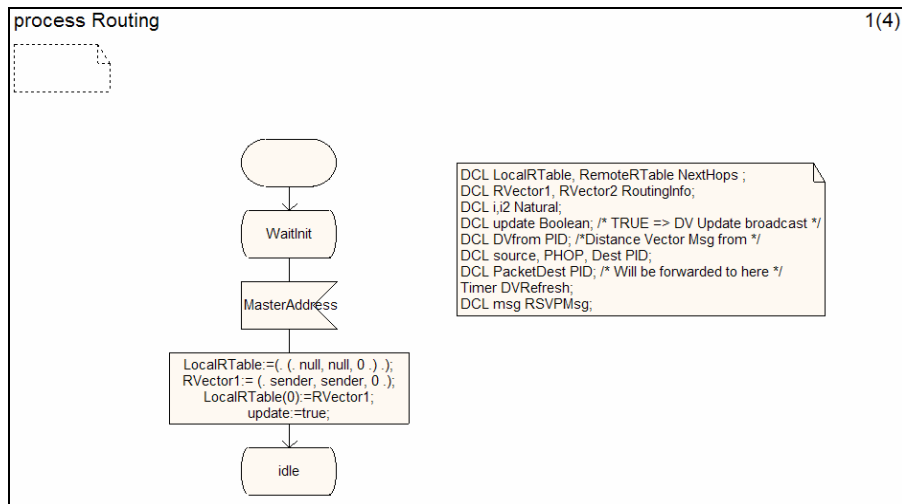 process Routing
1(4)
WaitInit
MasterAddress
LocalRTable:=(. (. null, null, 0 .) .);
RVector1:= (. sender, sender, 0 .);
LocalRTable(0):=RVector1;
update:=true;
idle
DCL LocalRTable, RemoteRTable NextHops ;
DCL RVector1, RVector2 RoutingInfo;
DCL i,i2 Natural;
DCL update Boolean; /* TRUE => DV Update broadcast */
DCL DVfrom PID; /*Distance Vector Msg from */
DCL source, PHOP, Dest PID;
DCL PacketDest PID; /* Will be forwarded to here */
Timer DVRefresh;
DCL msg RSVPMsg;